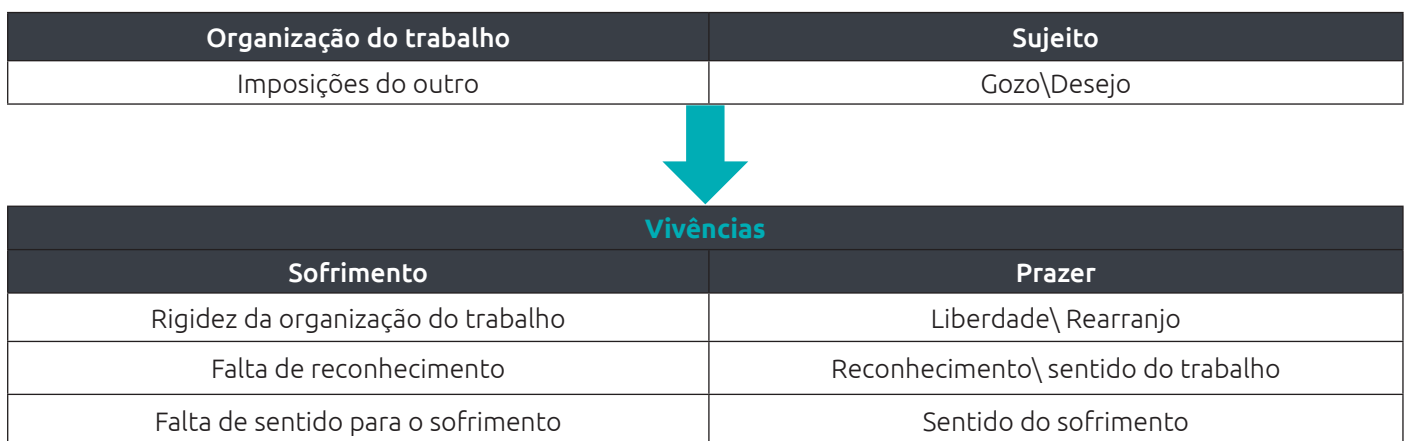 Organização do trabalho
Sujeito
Imposições do outro
Gozo\Desejo
Vivências
Sofrimento
Prazer
Rigidez da organização do trabalho
Liberdade\ Rearranjo
Falta de reconhecimento
Reconhecimento\ sentido do trabalho
Falta de sentido para o sofrimento
Sentido do sofrimento